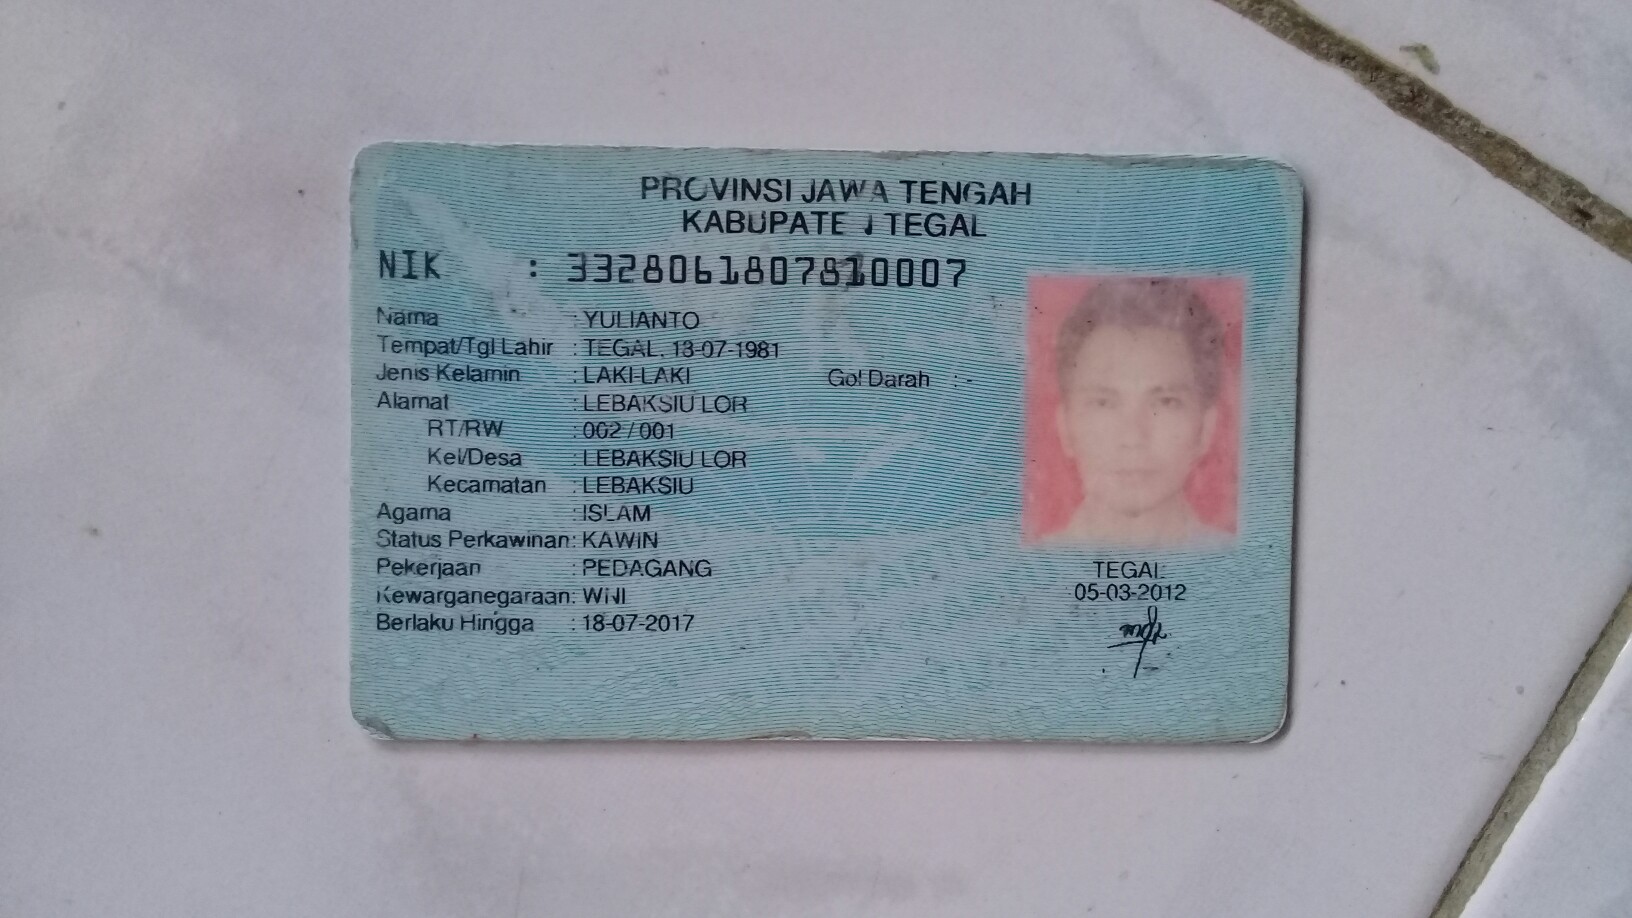 PROVINSI JAWA TENGAH
KABUPATEN TEGAL
NIK : 3328061807810007
Nama : YULIANTO
Tempat/Tgl Lahir : TEGAL, 13-07-1981
Jenis Kelamin : LAKI-LAKI Gol Darah : -
Alamat : LEBAKSIU LOR
RT/RW : 002 / 001
Kel/Desa : LEBAKSIU LOR
Kecamatan : LEBAKSIU
Agama : ISLAM
Status Perkawinan : KAWIN
Pekerjaan : PEDAGANG
Kewarganegaraan : WNI
Berlaku Hingga : 18-07-2017
TEGAL
05-03-2012